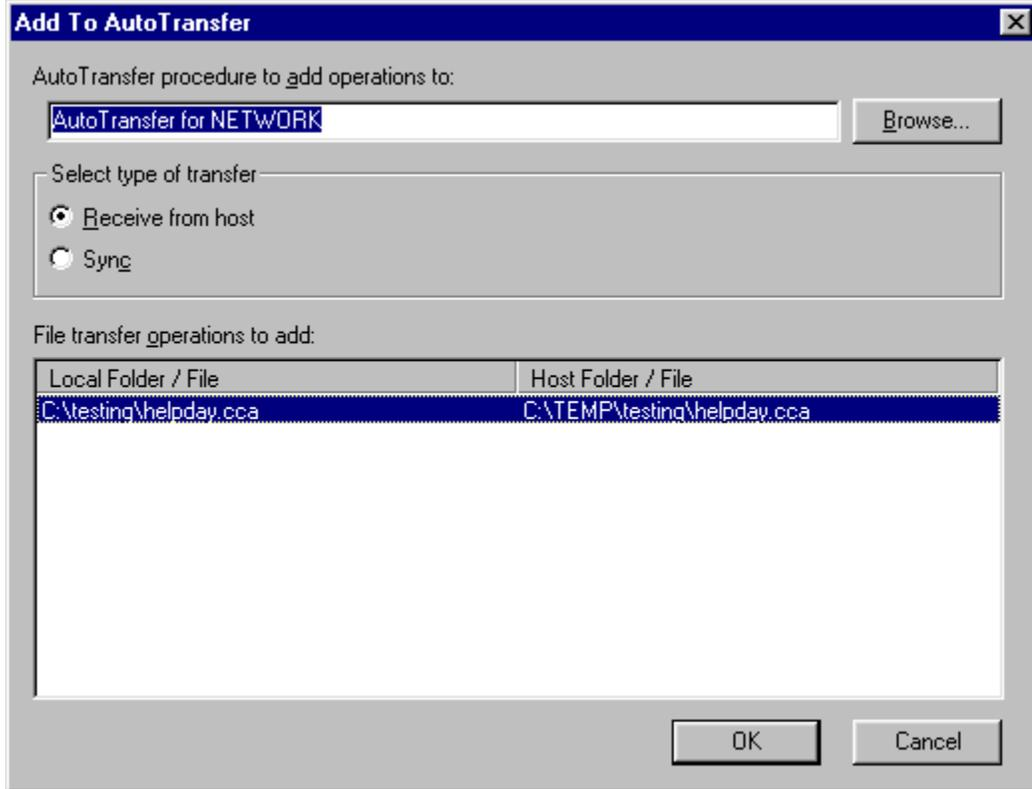 Add To AutoTransfer
AutoTransfer procedure to add operations to:
AutoTransfer for NETWORK
Browse...
Select type of transfer
Receive from host
Sync
File transfer operations to add:
Local Folder / File Host Folder / File
C:\testing\helpday.cca C:\TEMP\testing\helpday.cca
OK Cancel